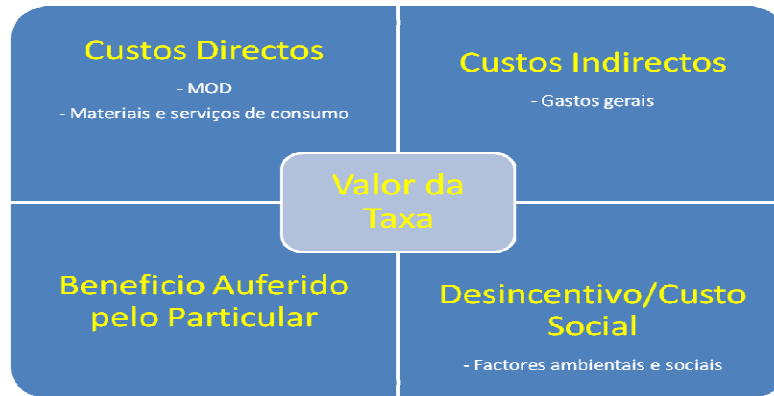 Custos Directos
- MOD
- Materiais e serviços de consumo
Custos Indirectos
- Gastos gerais
Valor da
Taxa
Beneficio Auferido
pelo Particular
Desincentivo/Custo
Social
- Factores ambientais e sociais